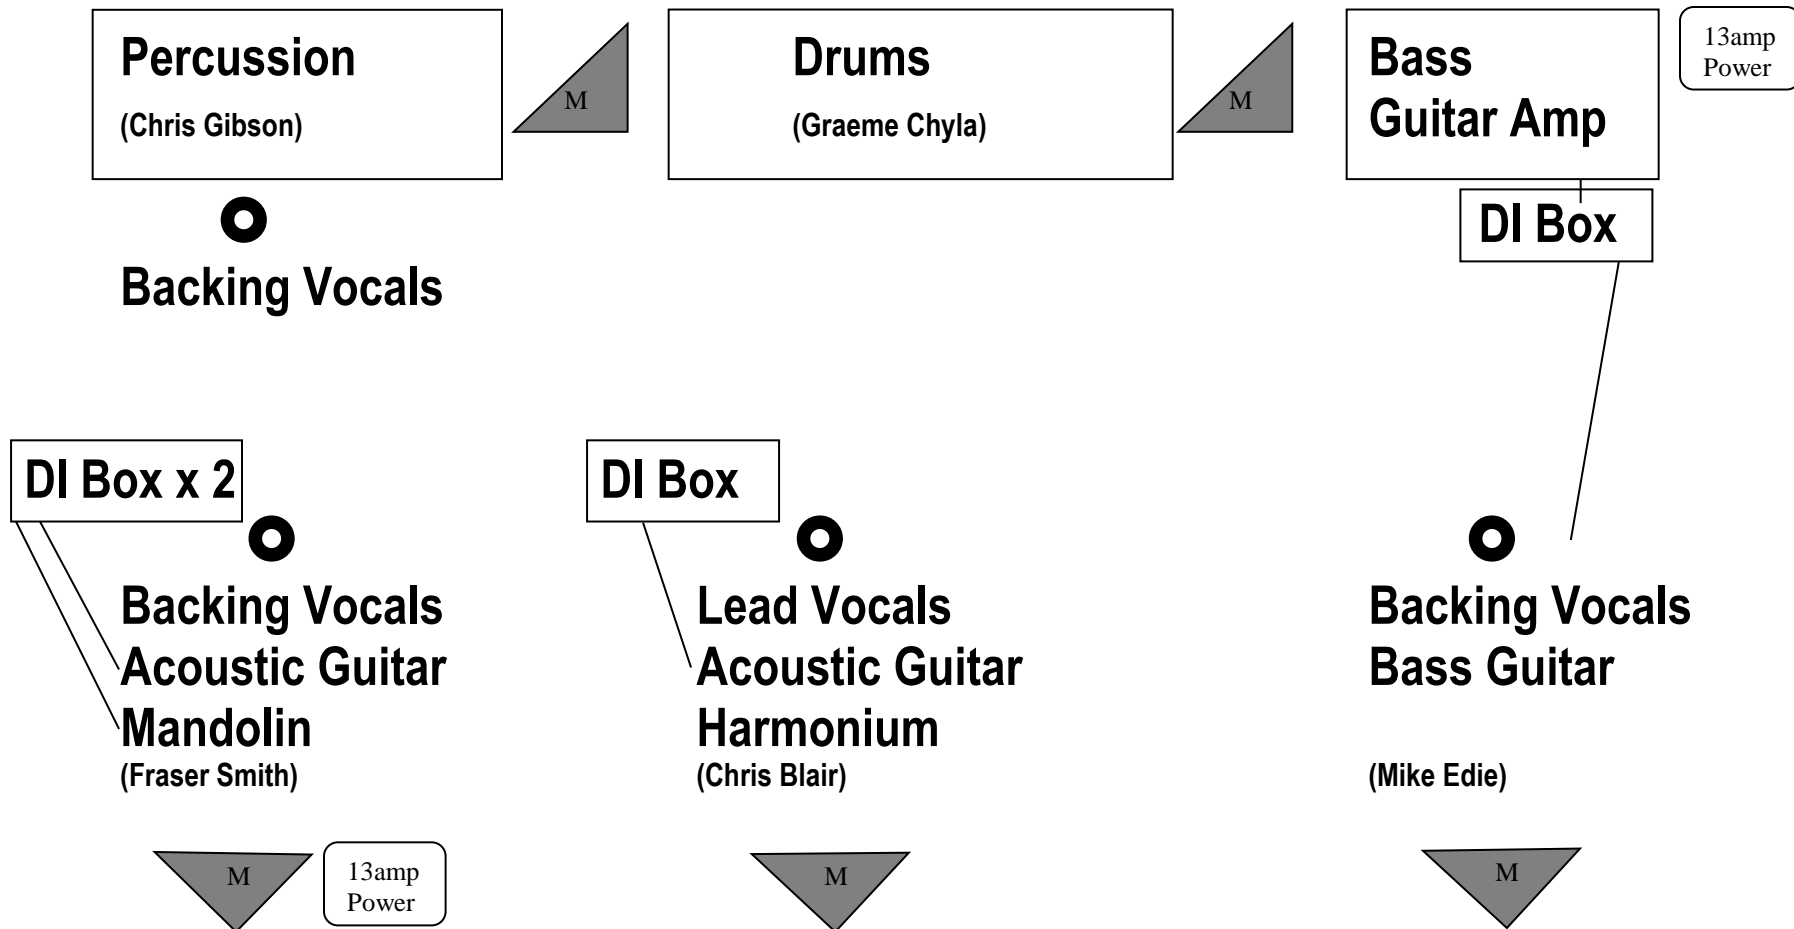 Percussion
(Chris Gibson)
M
Drums
(Graeme Chyla)
M
Bass
Guitar Amp
13amp
Power
DI Box
Backing Vocals
DI Box x 2
Backing Vocals
Acoustic Guitar
Mandolin
(Fraser Smith)
DI Box
Lead Vocals
Acoustic Guitar
Harmonium
(Chris Blair)
Backing Vocals
Bass Guitar
(Mike Edie)
M
13amp
Power
M
M